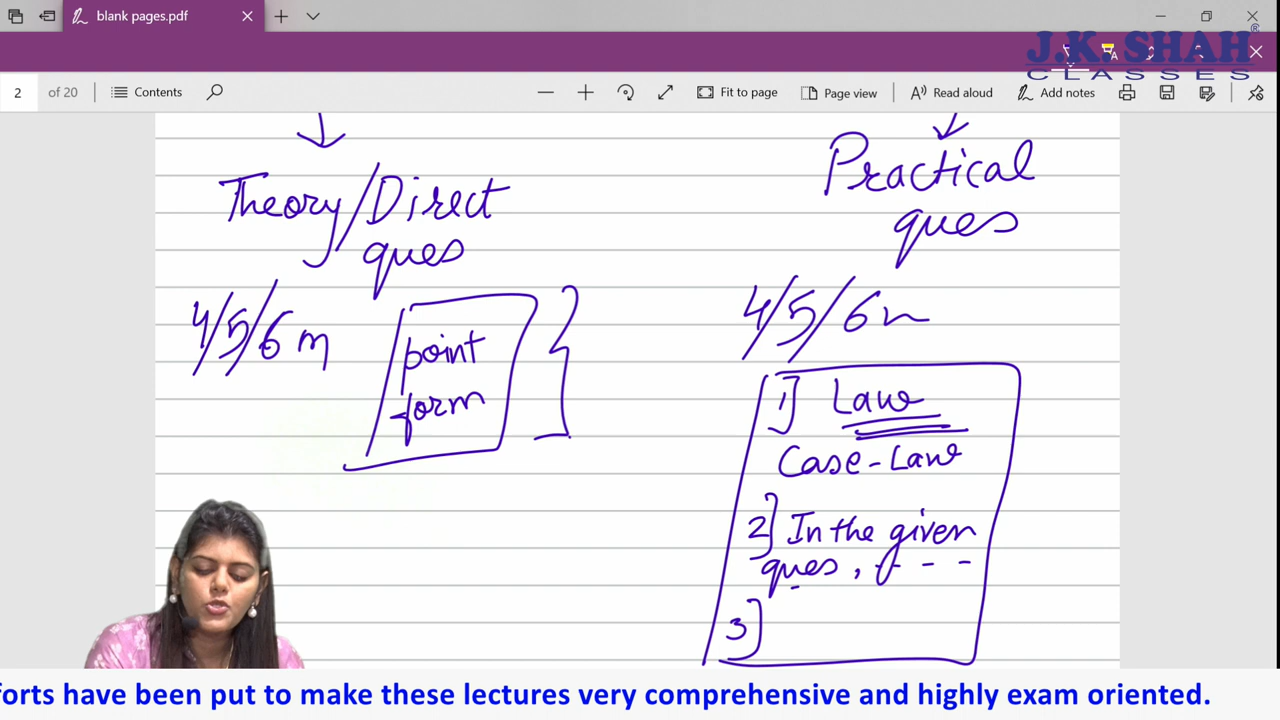 blank pages.pdf
J.K. SHAH
CLASSES
®
2 of 20 Contents Fit to page Page view Read aloud Add notes
Theory/Direct
ques
4/5/6 m
point
form
Practical
ques
4/5/6 m
1] Law
Case-Law
2] In the given
ques, - - -
3]
forts have been put to make these lectures very comprehensive and highly exam oriented.